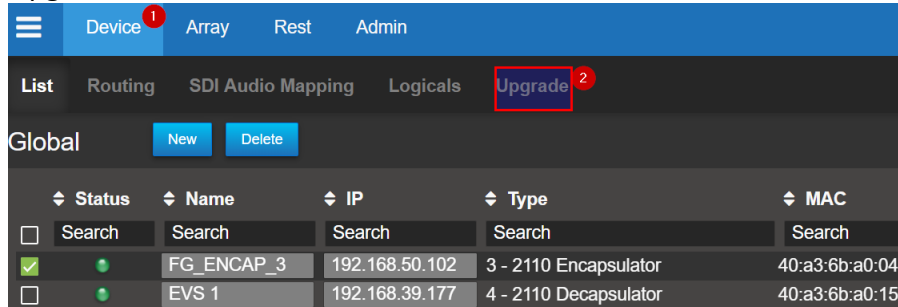 Device 1 Array Rest Admin
List Routing SDI Audio Mapping Logicals Upgrade 2
Global New Delete
Status Name IP Type MAC
Search Search Search Search Search
FG_ENCAP_3 192.168.50.102 3 - 2110 Encapsulator 40:a3:6b:a0:04
EVS 1 192.168.39.177 4 - 2110 Decapsulator 40:a3:6b:a0:15